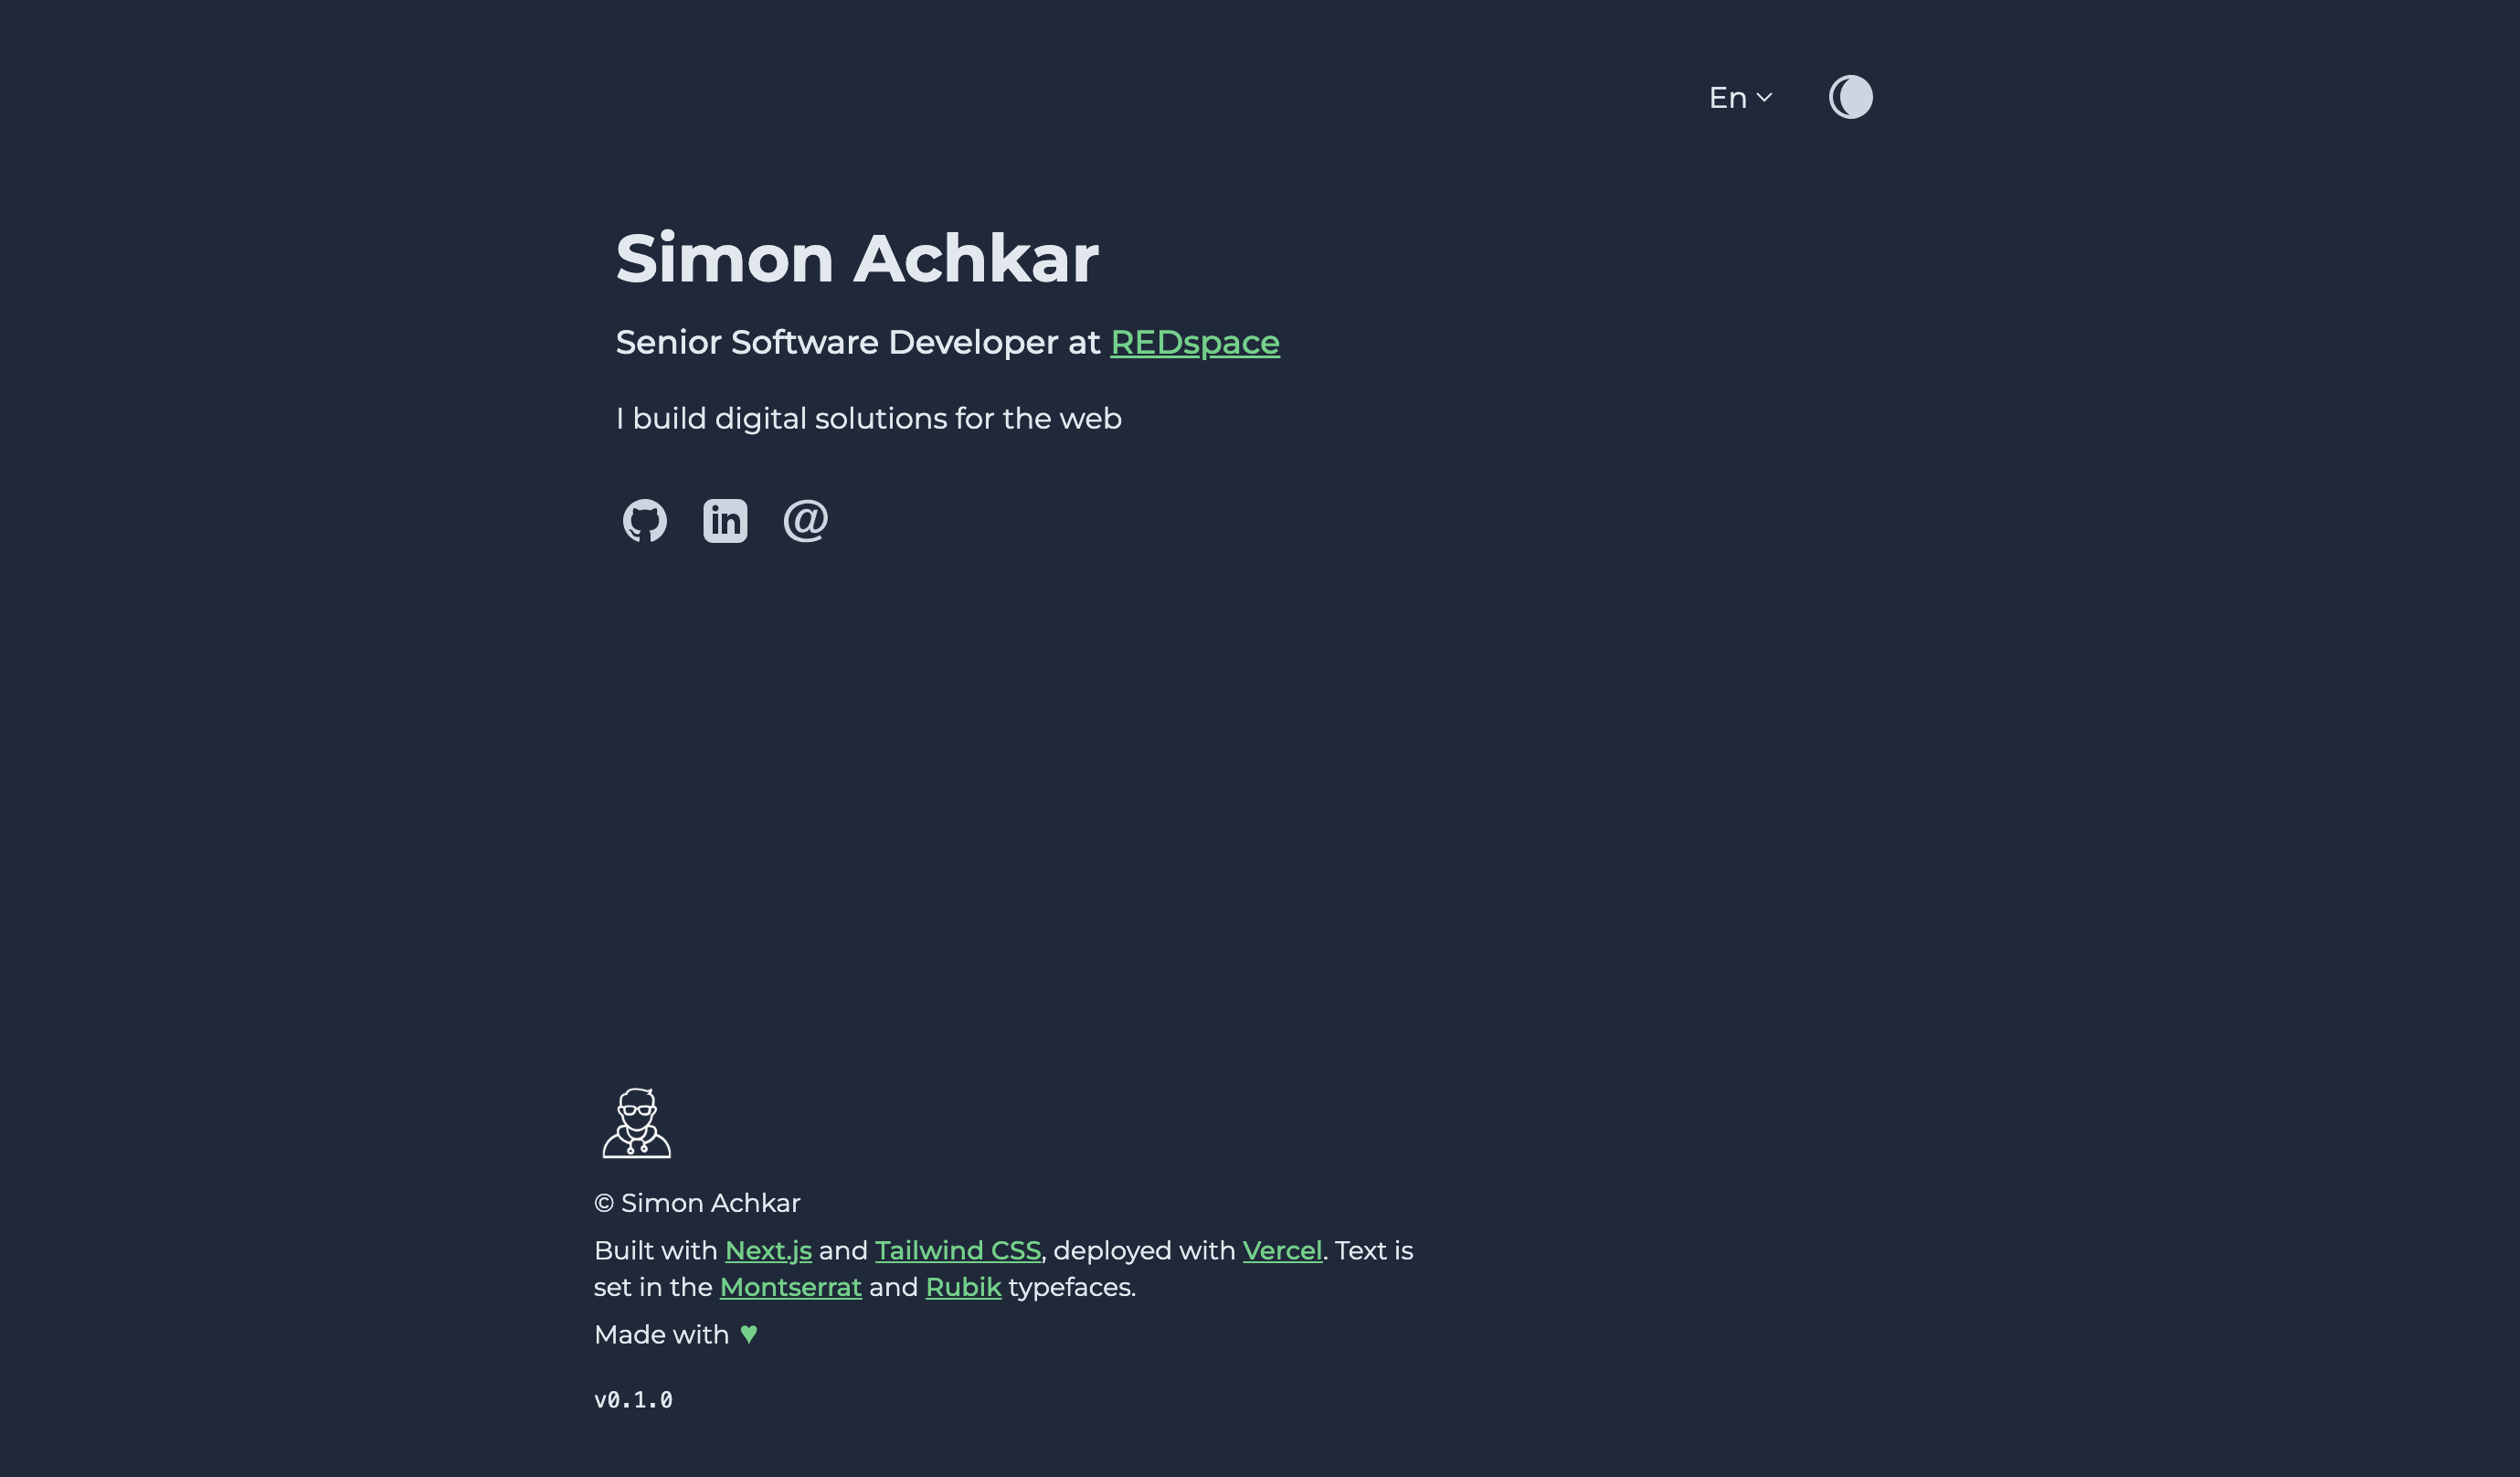 En
Simon Achkar
Senior Software Developer at REDspace
I build digital solutions for the web
in
@
© Simon Achkar
Built with Next.js and Tailwind CSS, deployed with Vercel. Text is
set in the Montserrat and Rubik typefaces.
Made with ♥
v0.1.0